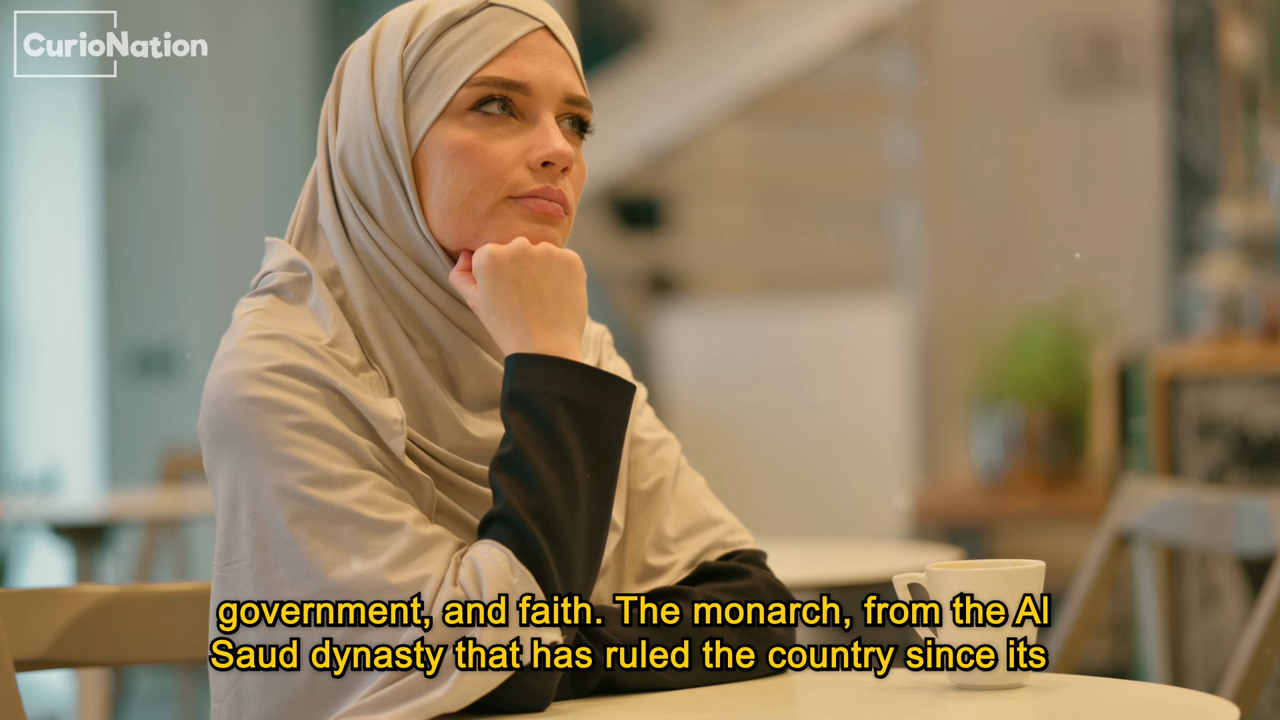 CurioNation
government, and faith. The monarch, from the Al
Saud dynasty that has ruled the country since its